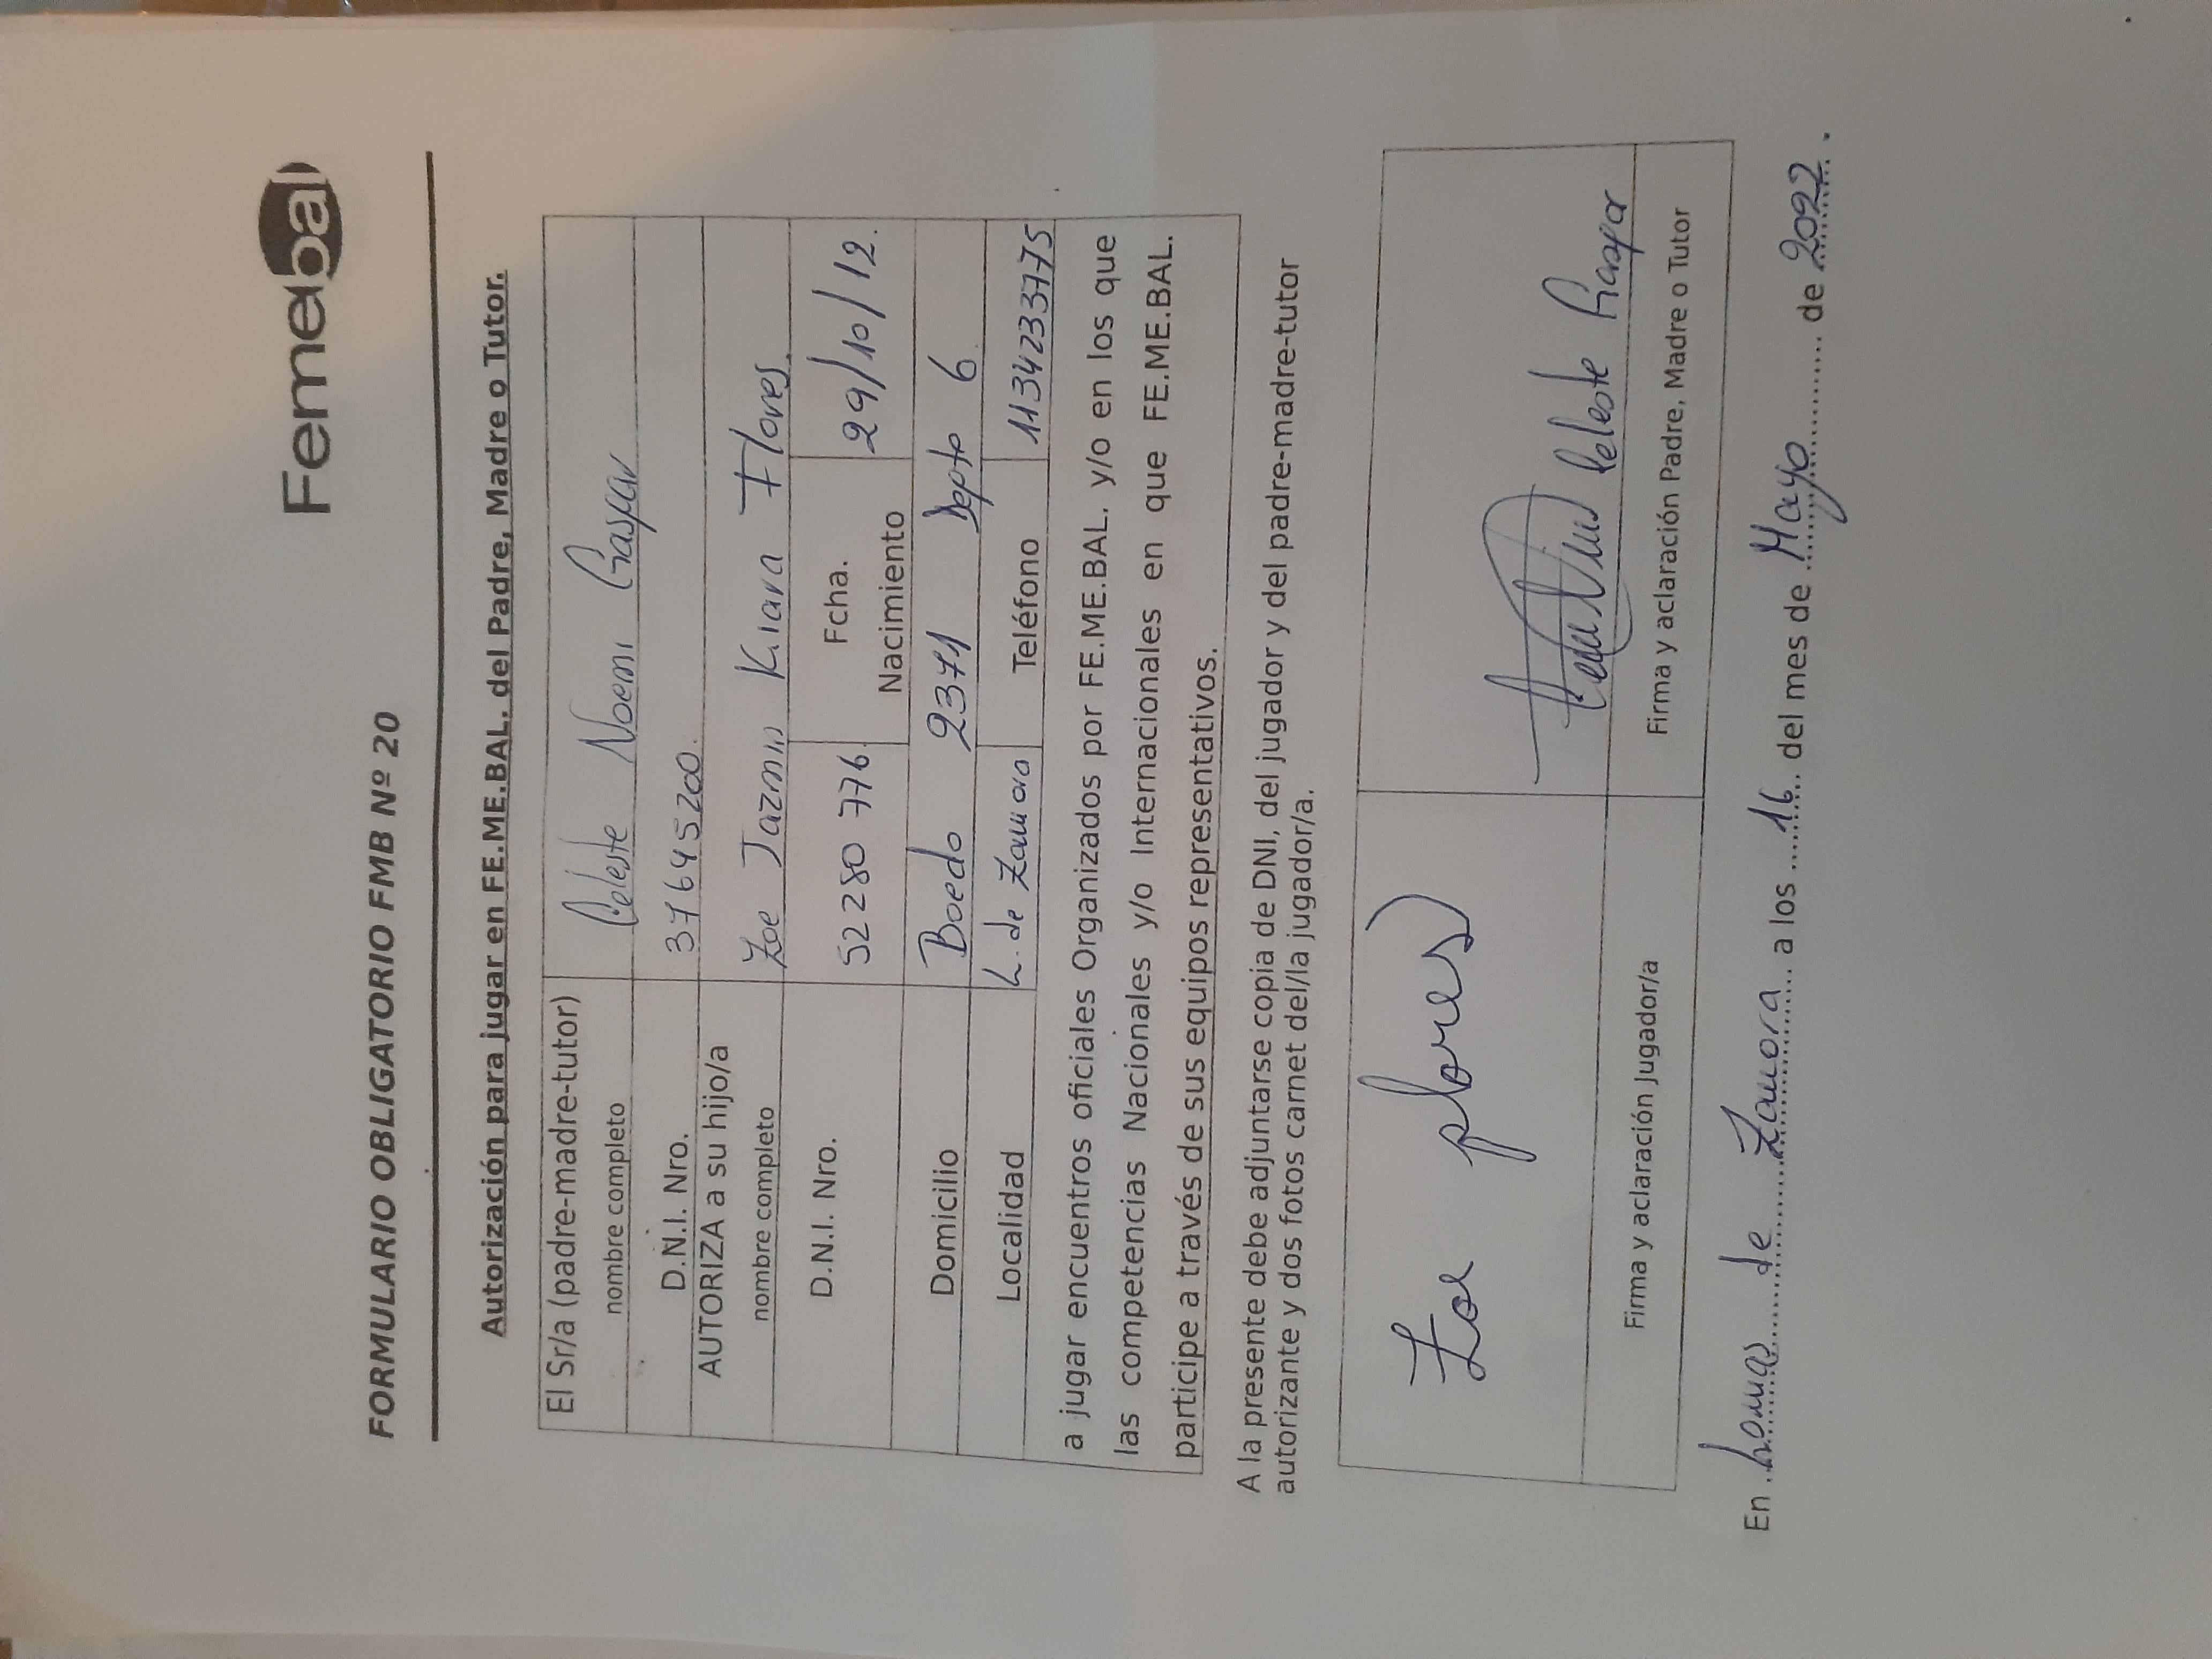 Femebal
FORMULARIO OBLIGATORIO FMB Nº 20
Autorización para jugar en FE.ME.BAL. del Padre, Madre o Tutor.
El Sr/a (padre-madre-tutor)
nombre completo Celeste Noemi Gaspar
D.N.I. Nro. 37645200.
AUTORIZA a su hijo/a
nombre completo Zoe Jazmin Kiara Flores.
D.N.I. Nro. 52280776. Fcha. Nacimiento 29/10/12.
Domicilio Boedo 2371 Depto 6.
Localidad L. de Zamora Teléfono 1134233775
a jugar encuentros oficiales Organizados por FE.ME.BAL. y/o en los que
las competencias Nacionales y/o Internacionales en que FE.ME.BAL.
participe a través de sus equipos representativos.
A la presente debe adjuntarse copia de DNI, del jugador y del padre-madre-tutor
autorizante y dos fotos carnet del/la jugador/a.
Zoe flores Celeste Gaspar
Firma y aclaración Jugador/a Firma y aclaración Padre, Madre o Tutor
En Lomas de Zamora a los 16 del mes de Mayo de 2022.